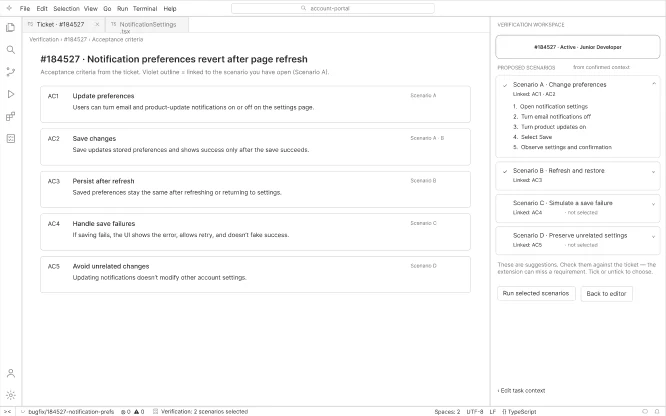 File Edit Selection View Go Run Terminal Help
account-portal
TS Ticket · #184527 ×
TS NotificationSettings.tsx
Verification › #184527 › Acceptance criteria
#184527 · Notification preferences revert after page refresh
Acceptance criteria from the ticket. Violet outline = linked to the scenario you have open (Scenario A).
AC1 Update preferences Scenario A
Users can turn email and product-update notifications on or off on the settings page.
AC2 Save changes Scenario A · B
Save updates stored preferences and shows success only after the save succeeds.
AC3 Persist after refresh Scenario B
Saved preferences stay the same after refreshing or returning to settings.
AC4 Handle save failures Scenario C
If saving fails, the UI shows the error, allows retry, and doesn't fake success.
AC5 Avoid unrelated changes Scenario D
Updating notifications doesn't modify other account settings.
VERIFICATION WORKSPACE
#184527 · Active · Junior Developer
PROPOSED SCENARIOS from confirmed context
Scenario A · Change preferences
Linked: AC1 · AC2
1. Open notification settings
2. Turn email notifications off
3. Turn product updates on
4. Select Save
5. Observe settings and confirmation
Scenario B · Refresh and restore
Linked: AC3
Scenario C · Simulate a save failure
Linked: AC4 · not selected
Scenario D · Preserve unrelated settings
Linked: AC5 · not selected
These are suggestions. Check them against the ticket — the
extension can miss a requirement. Tick or untick to choose.
Run selected scenarios Back to editor
› Edit task context
>< bugfix/184527-notification-prefs 0 0 Verification: 2 scenarios selected
Spaces: 2 UTF-8 LF {} TypeScript